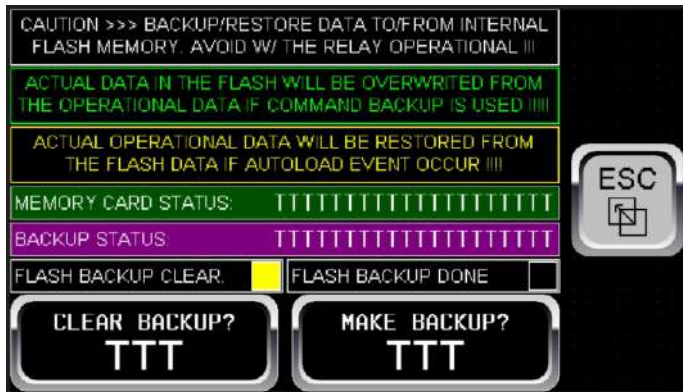 CAUTION >>> BACKUP/RESTORE DATA TO/FROM INTERNAL
FLASH MEMORY. AVOID W/ THE RELAY OPERATIONAL !!!
ACTUAL DATA IN THE FLASH WILL BE OVERWRITED FROM
THE OPERATIONAL DATA IF COMMAND BACKUP IS USED !!!!!
ACTUAL OPERATIONAL DATA WILL BE RESTORED FROM
THE FLASH DATA IF AUTOLOAD EVENT OCCUR !!!!
ESC
MEMORY CARD STATUS: TTTTTTTTTTTTTTTTTTTT
BACKUP STATUS: TTTTTTTTTTTTTTTTTTTT
FLASH BACKUP CLEAR. FLASH BACKUP DONE
CLEAR BACKUP? MAKE BACKUP?
TTT TTT